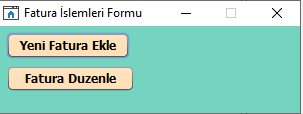 Fatura İslemleri Formu
Yeni Fatura Ekle
Fatura Duzenle